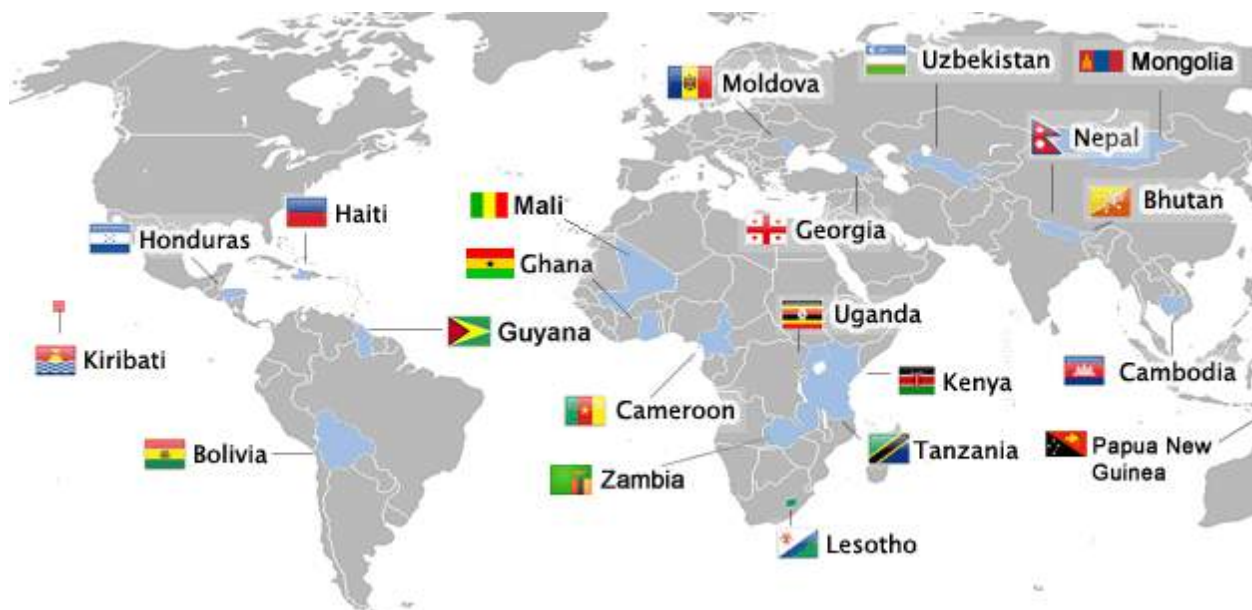 Moldova
Uzbekistan
Mongolia
Nepal
Bhutan
Haiti
Mali
Honduras
Georgia
Ghana
Uganda
Guyana
Kiribati
Kenya
Cambodia
Cameroon
Bolivia
Tanzania
Papua New
Guinea
Zambia
Lesotho